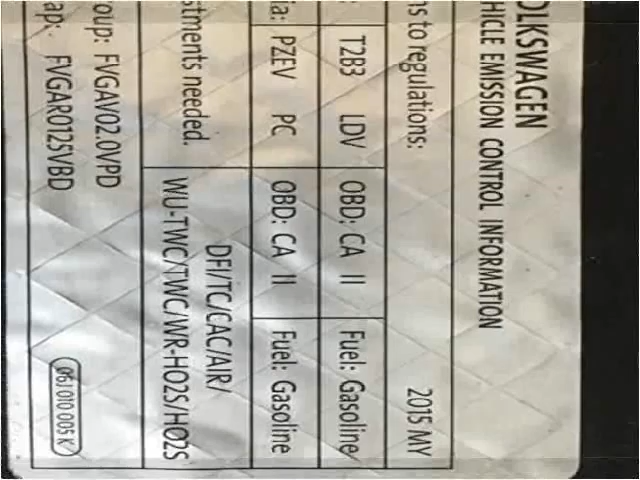 OLKSWAGEN
HICLE EMISSION CONTROL INFORMATION
ns to regulations: 2015 MY
: T2B3 LDV OBD: CA II Fuel: Gasoline
ia: PZEV PC OBD: CA II Fuel: Gasoline
stments needed. DFI/TC/CAC/AIR/
WU-TWC/TWC/WR-HO2S/HO2S
oup: FVGAV02.0VPD
ap: FVGAR0125VBD 06J 010 005 K